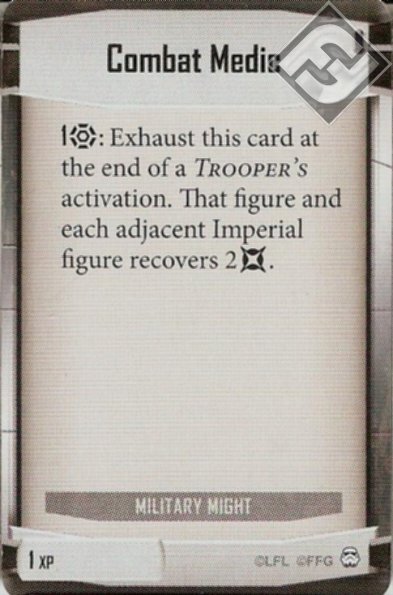 Combat Medic
1: Exhaust this card at
the end of a TROOPER'S
activation. That figure and
each adjacent Imperial
figure recovers 2.
MILITARY MIGHT
1 XP ©LFL ©FFG